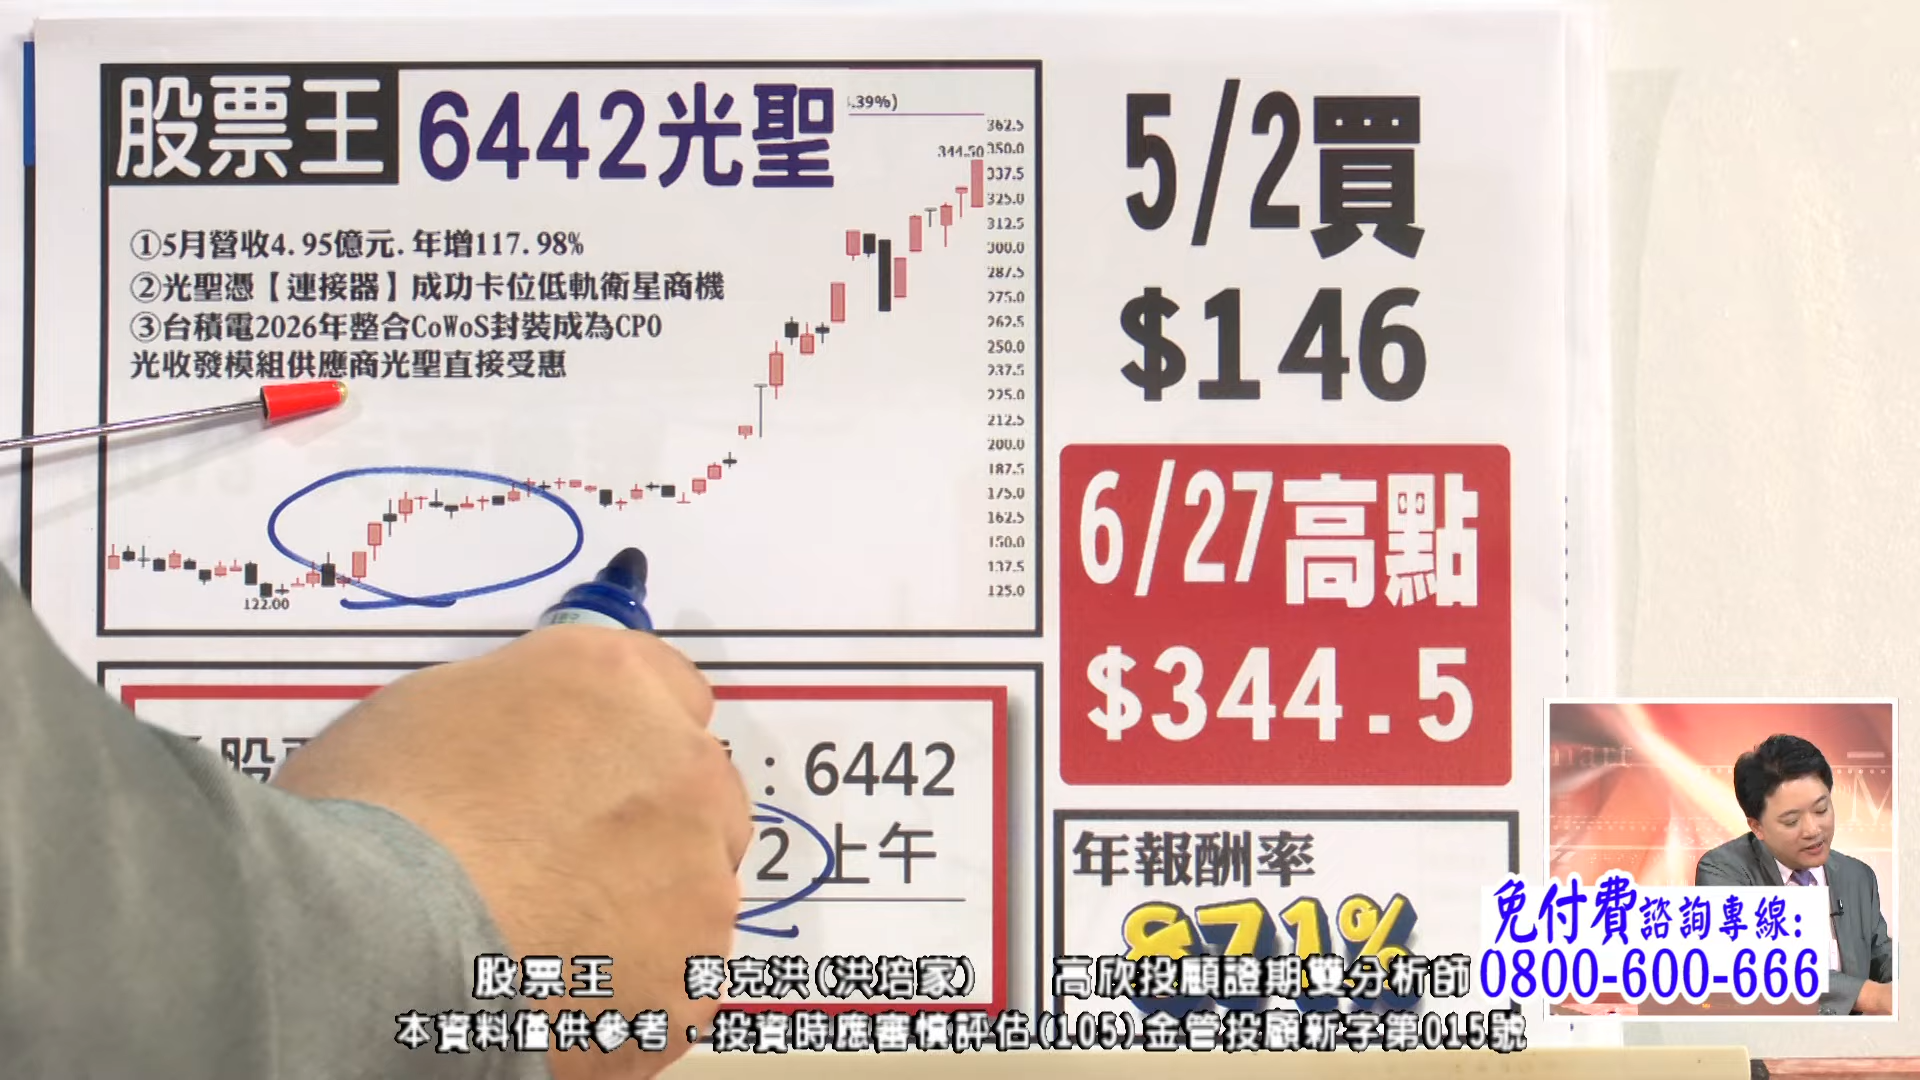 股票王 6442光聖
.39%)
362.5
344.50
350.0
337.5
325.0
312.5
300.0
287.5
275.0
262.5
250.0
237.5
225.0
212.5
200.0
187.5
175.0
162.5
150.0
137.5
125.0
①5月營收4.95億元.年增117.98%
②光聖憑【連接器】成功卡位低軌衛星商機
③台積電2026年整合CoWoS封裝成為CPO
光收發模組供應商光聖直接受惠
122.00
5/2買
$146
6/27高點
$344.5
股
: 6442
2 上午
年報酬率
871%
免付費諮詢專線:
0800-600-666
股票王 麥克洪(洪培家) 高欣投顧證期雙分析師
本資料僅供參考,投資時應審慎評估(105)金管投顧新字第015號